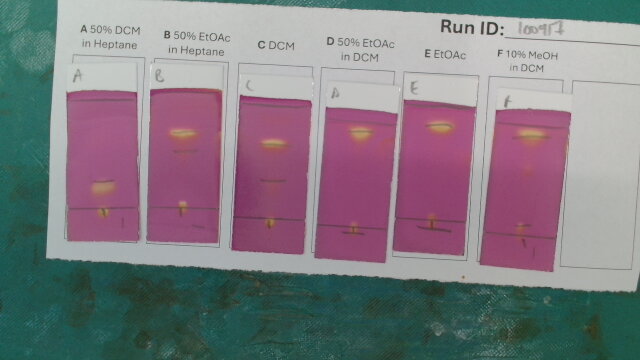 Run ID: 100917
A 50% DCM
in Heptane
B 50% EtOAc
in Heptane
C DCM
D 50% EtOAc
in DCM
E EtOAc
F 10% MeOH
in DCM
A
B
C
D
E
F